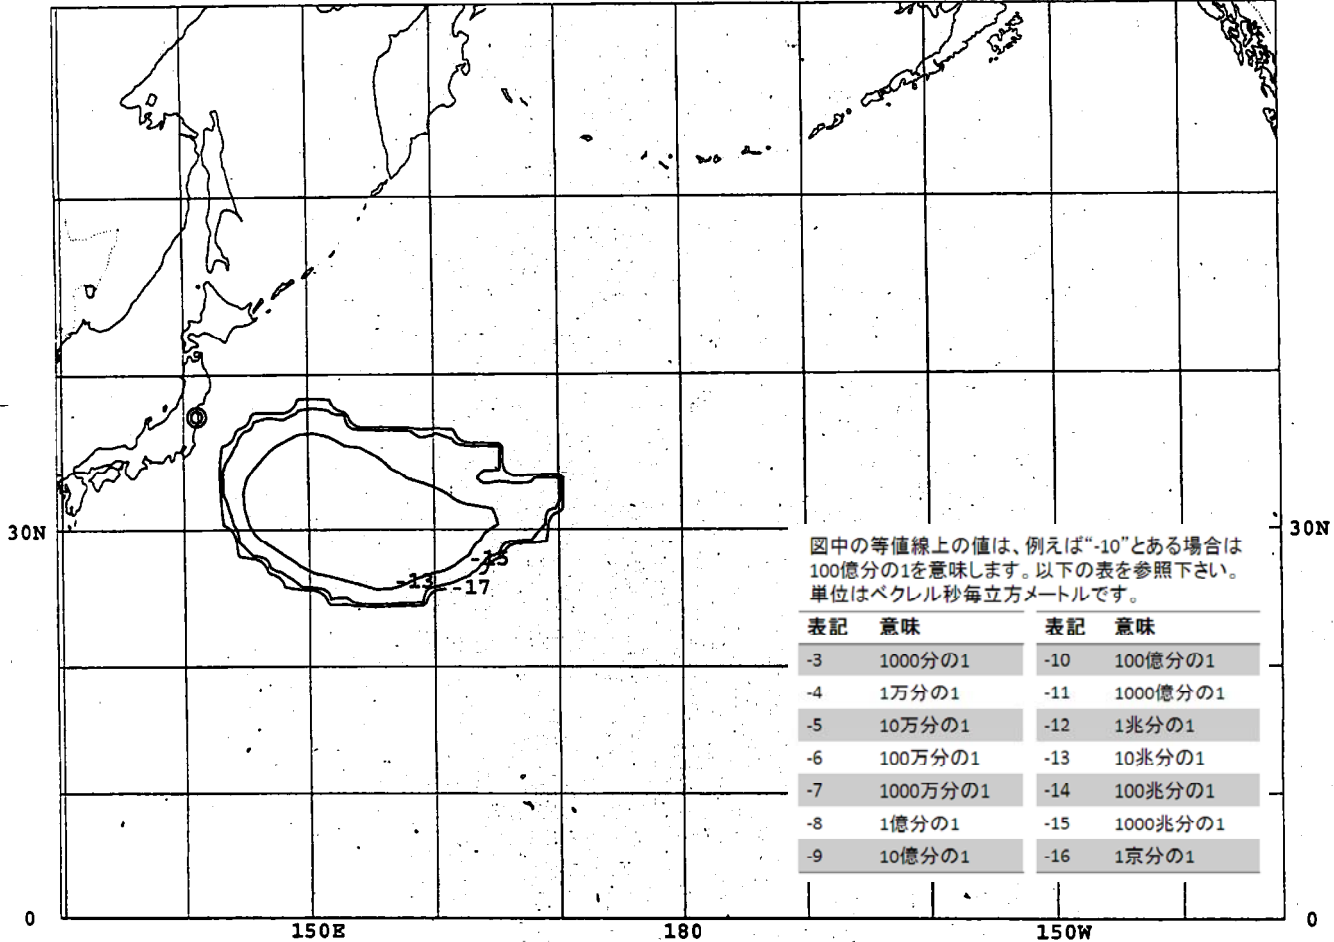 30N
30N
図中の等値線上の値は、例えば“-10”とある場合は
100億分の1を意味します。以下の表を参照下さい。
単位はベクレル秒毎立方メートルです。
-15
-13
-17
表記 意味 表記 意味
-3 1000分の1 -10 100億分の1
-4 1万分の1 -11 1000億分の1
-5 10万分の1 -12 1兆分の1
-6 100万分の1 -13 10兆分の1
-7 1000万分の1 -14 100兆分の1
-8 1億分の1 -15 1000兆分の1
-9 10億分の1 -16 1京分の1
0
0
150E 180 150W